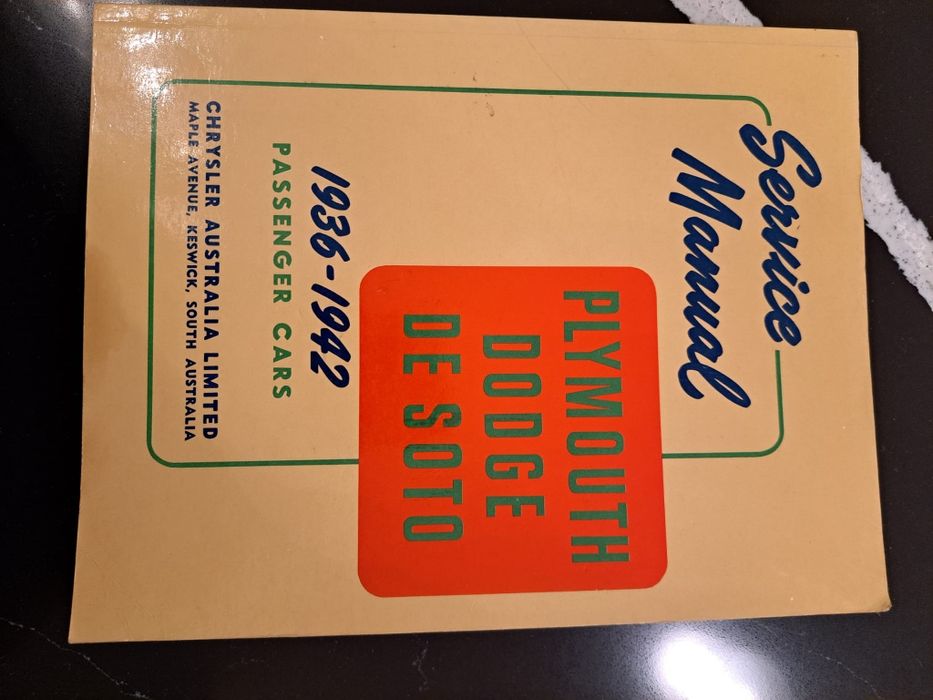 Service
Manual
PLYMOUTH
DODGE
DE SOTO
1936-1942
PASSENGER CARS
CHRYSLER AUSTRALIA LIMITED
MAPLE AVENUE, KESWICK, SOUTH AUSTRALIA